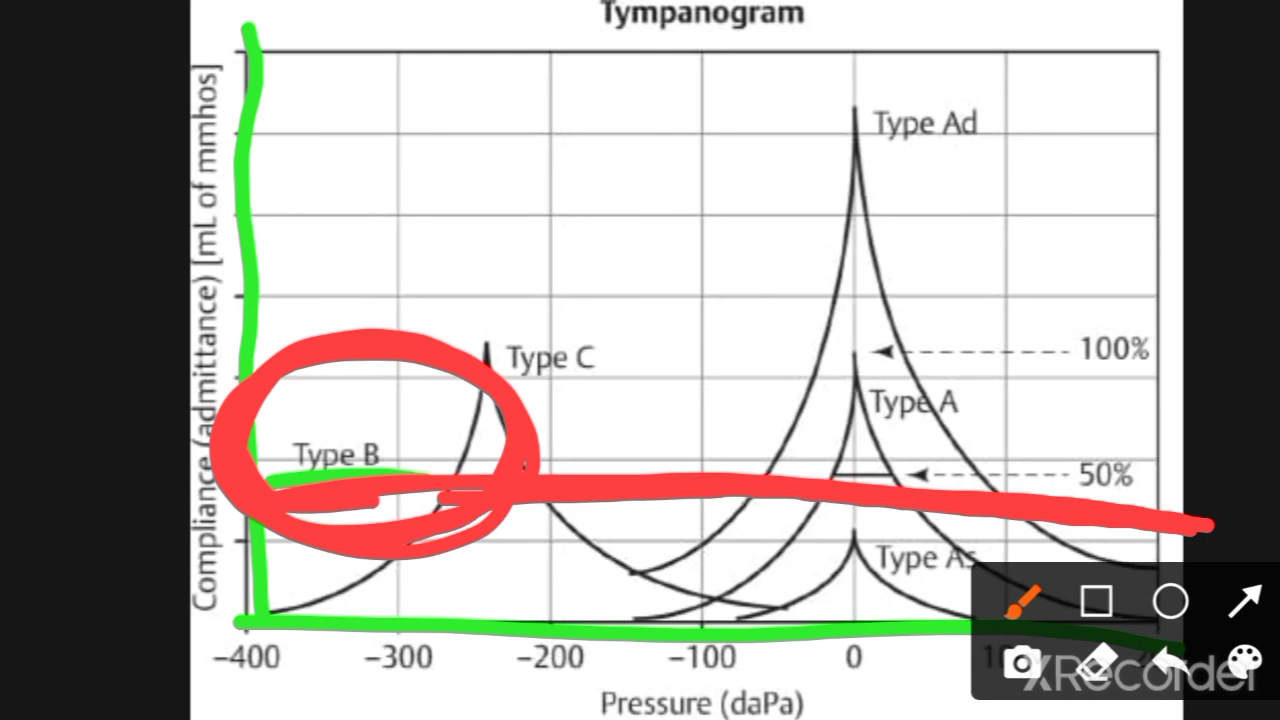 Tympanogram
Compliance (admittance) [mL of mmhos]
Type Ad
100%
Type C
Type A
Type B
50%
Type As
−400 −300 −200 −100 0
Pressure (daPa)
XRecorder